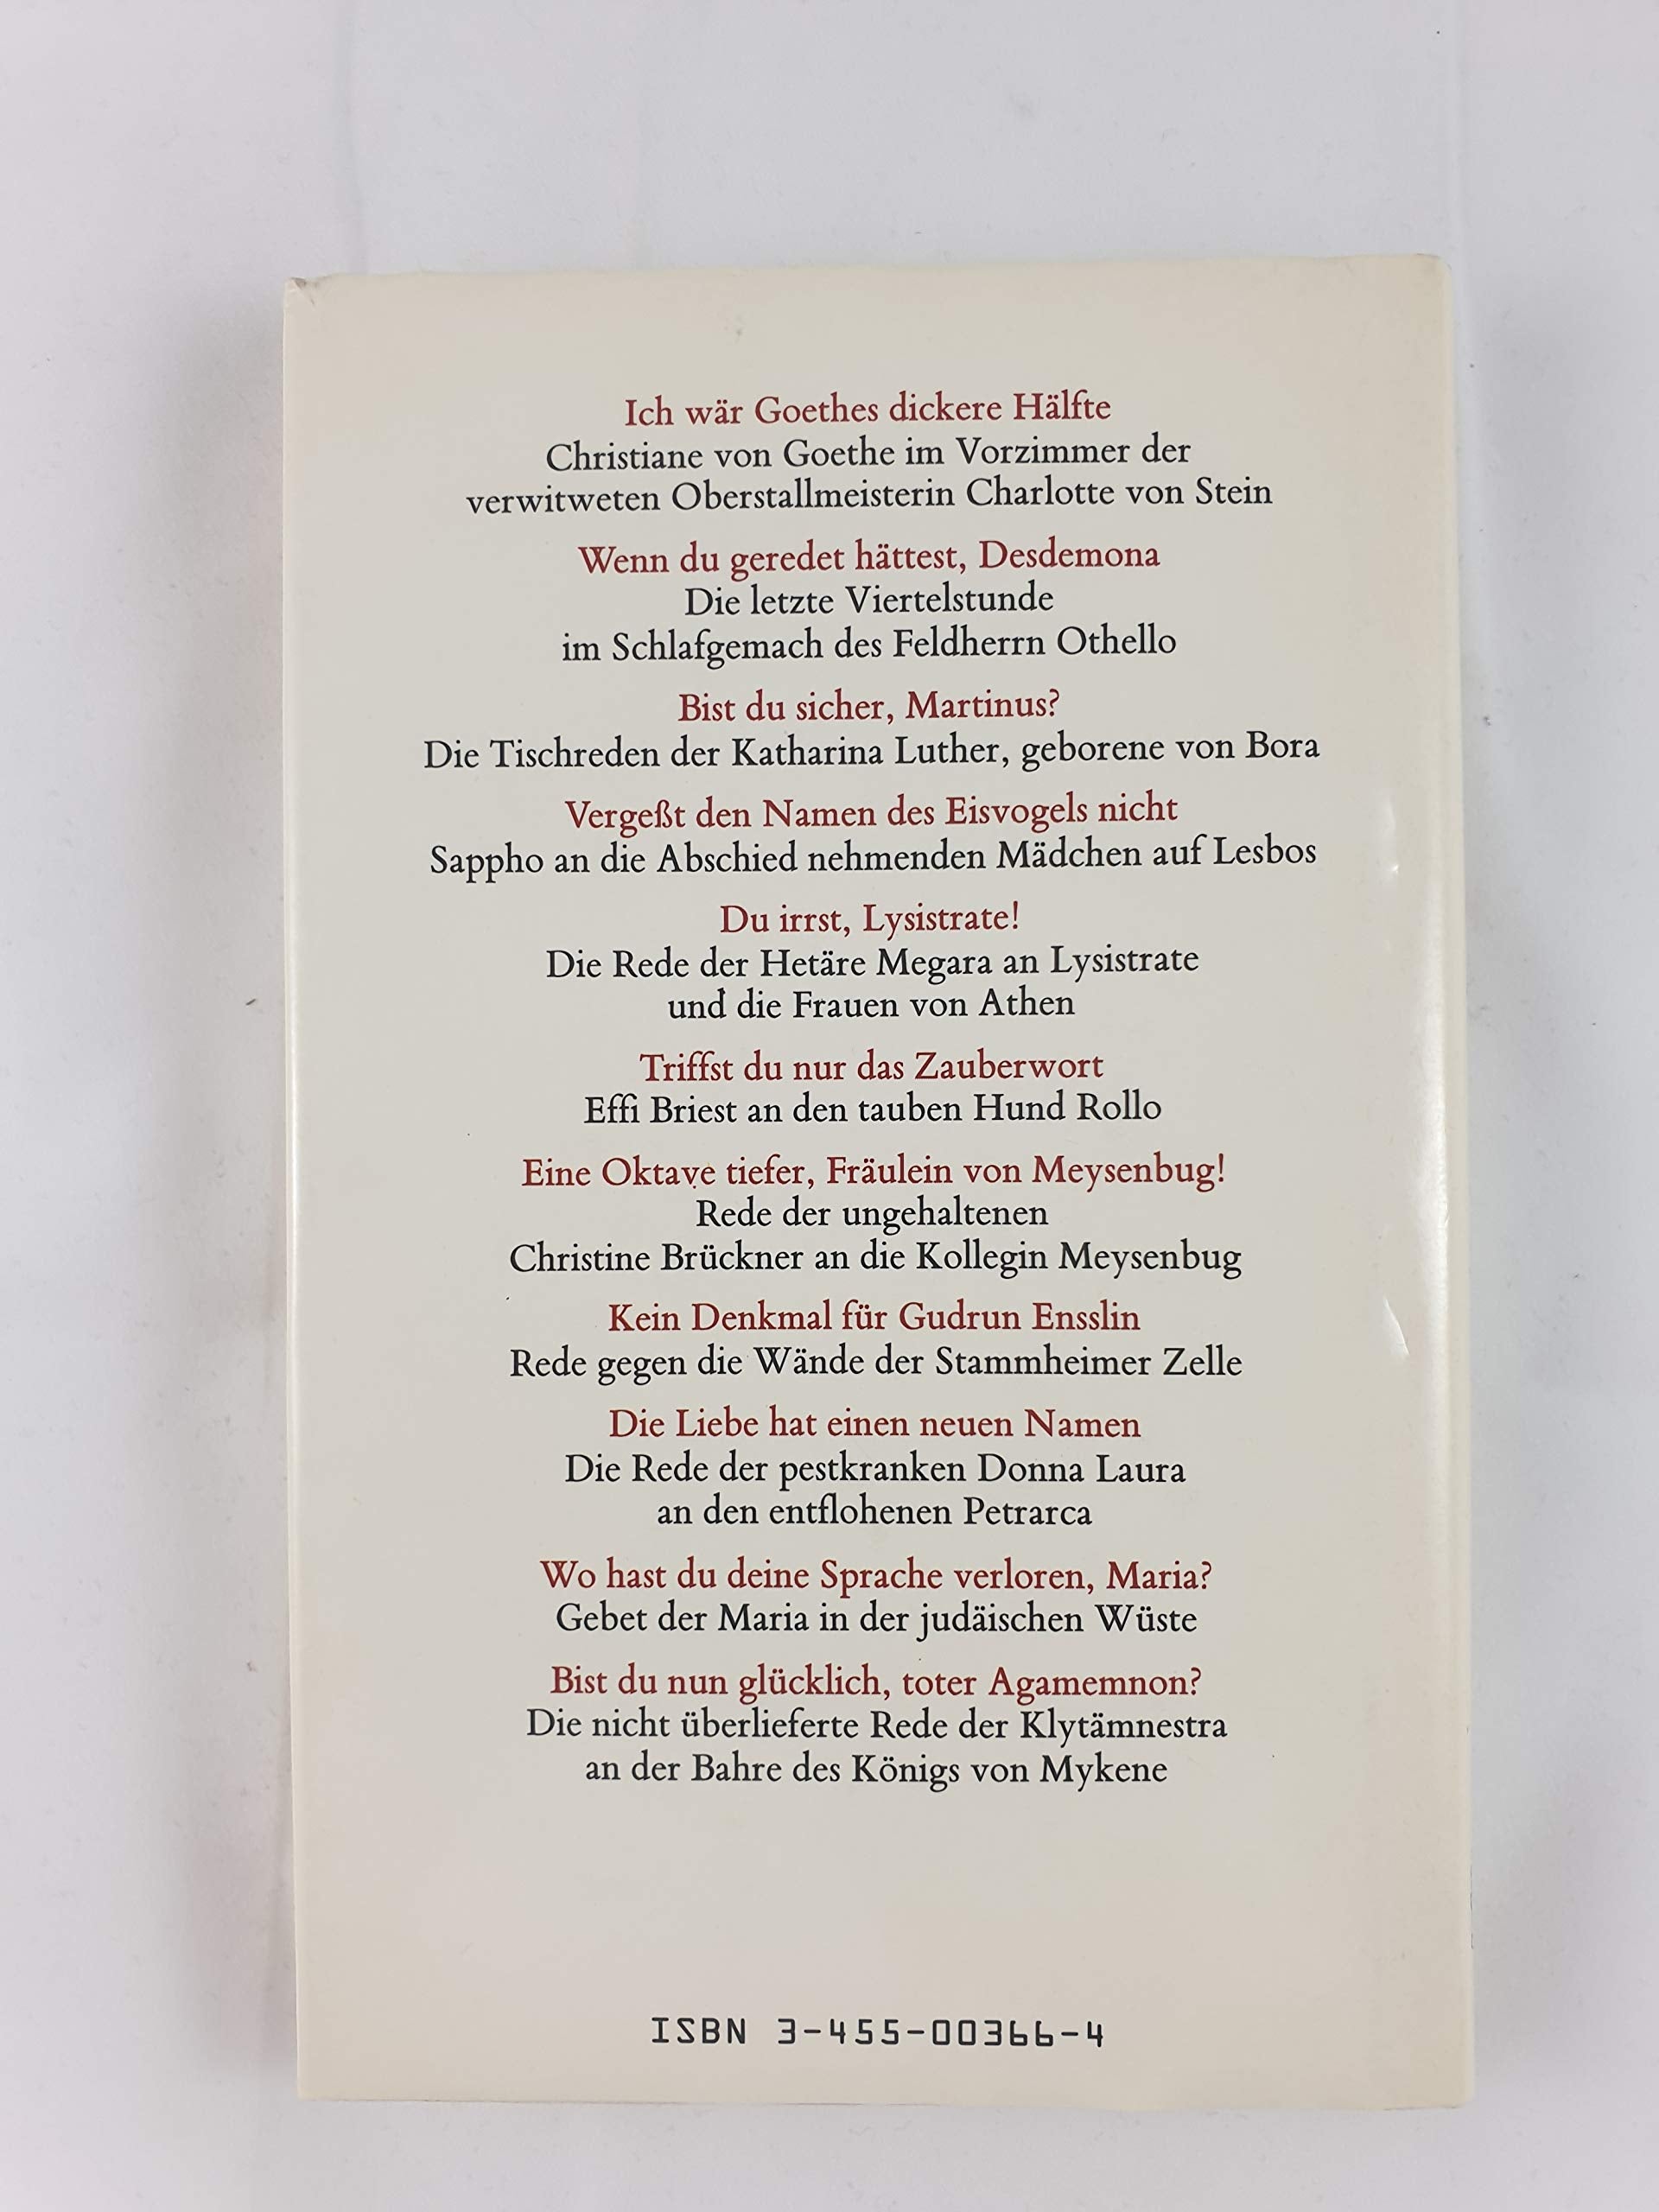 Ich wär Goethes dickere Hälfte
Christiane von Goethe im Vorzimmer der
verwitweten Oberstallmeisterin Charlotte von Stein
Wenn du geredet hättest, Desdemona
Die letzte Viertelstunde
im Schlafgemach des Feldherrn Othello
Bist du sicher, Martinus?
Die Tischreden der Katharina Luther, geborene von Bora
Vergeßt den Namen des Eisvogels nicht
Sappho an die Abschied nehmenden Mädchen auf Lesbos
Du irrst, Lysistrate!
Die Rede der Hetäre Megara an Lysistrate
und die Frauen von Athen
Triffst du nur das Zauberwort
Effi Briest an den tauben Hund Rollo
Eine Oktave tiefer, Fräulein von Meysenbug!
Rede der ungehaltenen
Christine Brückner an die Kollegin Meysenbug
Kein Denkmal für Gudrun Ensslin
Rede gegen die Wände der Stammheimer Zelle
Die Liebe hat einen neuen Namen
Die Rede der pestkranken Donna Laura
an den entflohenen Petrarca
Wo hast du deine Sprache verloren, Maria?
Gebet der Maria in der judäischen Wüste
Bist du nun glücklich, toter Agamemnon?
Die nicht überlieferte Rede der Klytämnestra
an der Bahre des Königs von Mykene
ISBN 3-455-00366-4